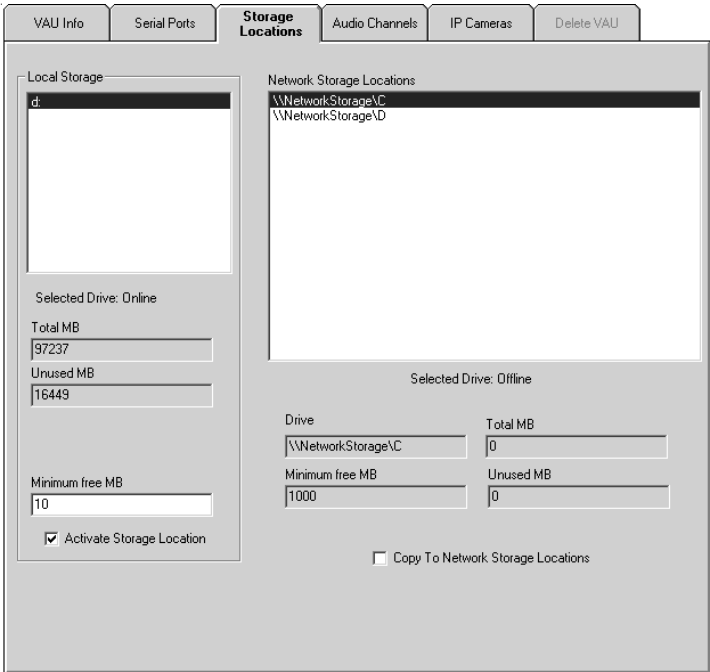 VAU Info
Serial Ports
Storage
Locations
Audio Channels
IP Cameras
Delete VAU
Local Storage
d:
Selected Drive: Online
Total MB
97237
Unused MB
16449
Minimum free MB
10
Activate Storage Location
Network Storage Locations
\\NetworkStorage\C
\\NetworkStorage\D
Selected Drive: Offline
Drive
\\NetworkStorage\C
Total MB
0
Minimum free MB
1000
Unused MB
0
Copy To Network Storage Locations